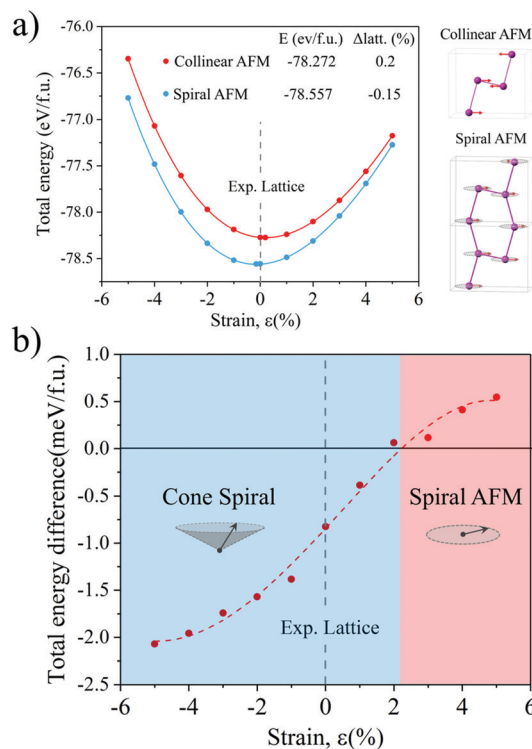 a)
E (ev/f.u.) Δlatt. (%)
Collinear AFM -78.272 0.2
Spiral AFM -78.557 -0.15
Exp. Lattice
Total energy (eV/f.u.)
-76.0
-76.5
-77.0
-77.5
-78.0
-78.5
-6 -4 -2 0 2 4 6
Strain, ε(%)
Collinear AFM
Spiral AFM
b)
Total energy difference(meV/f.u.)
1.0
0.5
0.0
-0.5
-1.0
-1.5
-2.0
-2.5
Cone Spiral
Spiral AFM
Exp. Lattice
-6 -4 -2 0 2 4 6
Strain, ε(%)